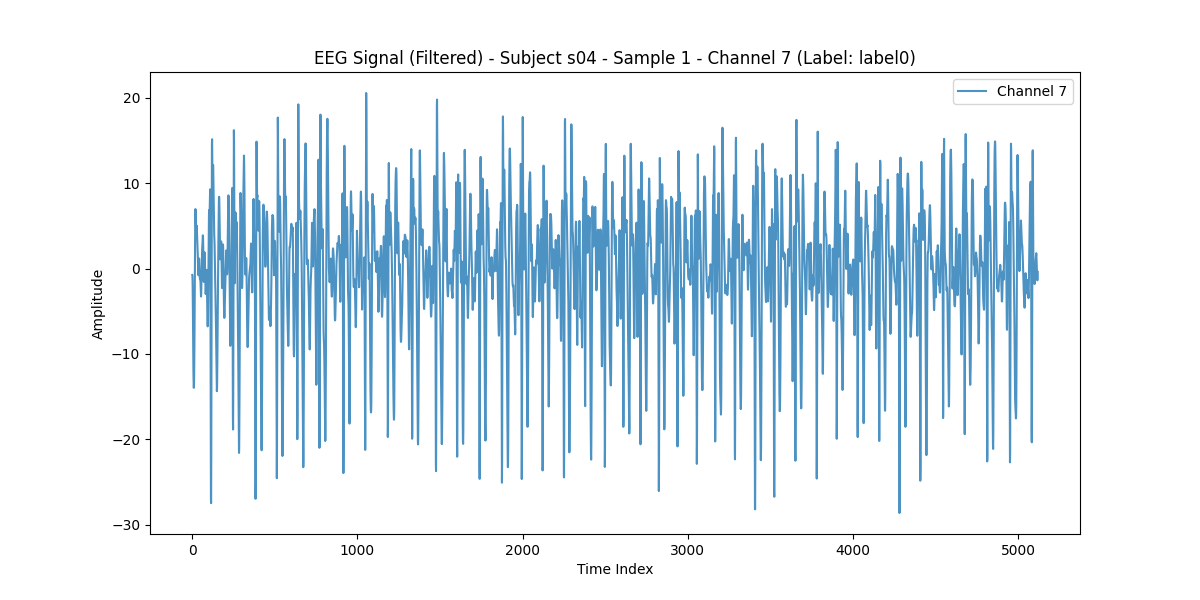 EEG Signal (Filtered) - Subject s04 - Sample 1 - Channel 7 (Label: label0)
Channel 7
20
10
0
−10
−20
−30
Amplitude
0 1000 2000 3000 4000 5000
Time Index